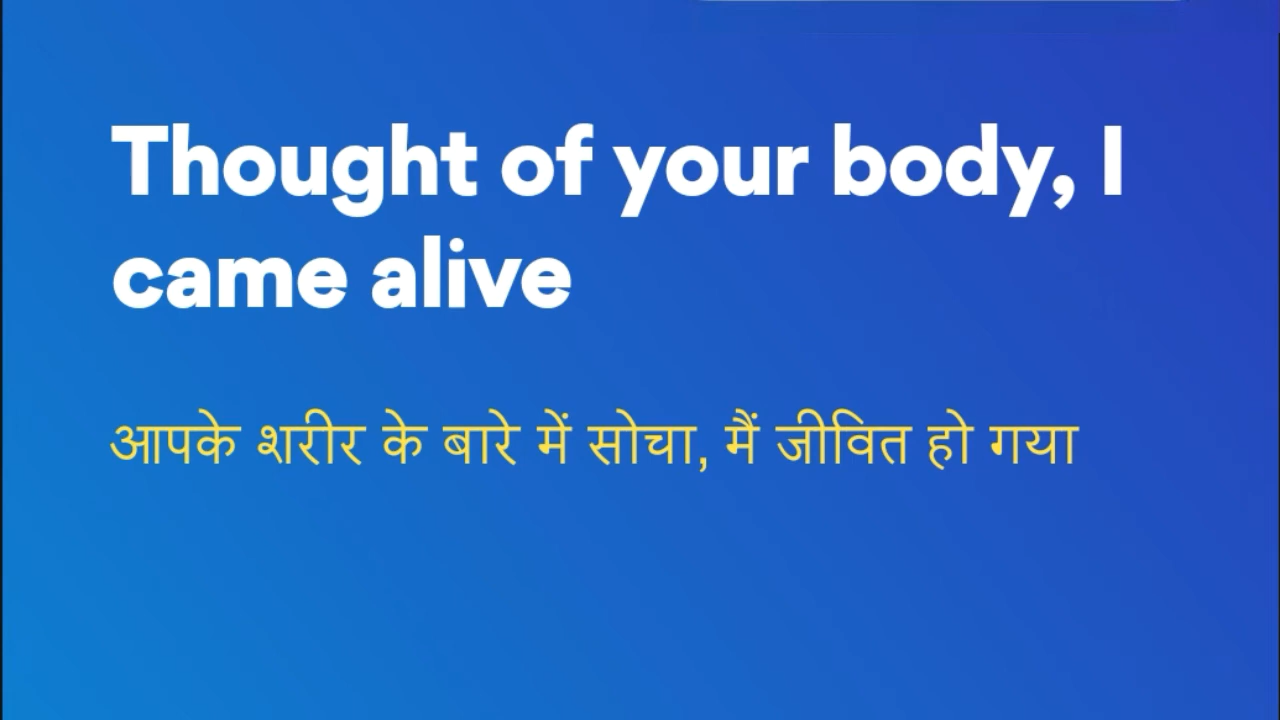 Thought of your body, I
came alive
आपके शरीर के बारे में सोचा, मैं जीवित हो गया